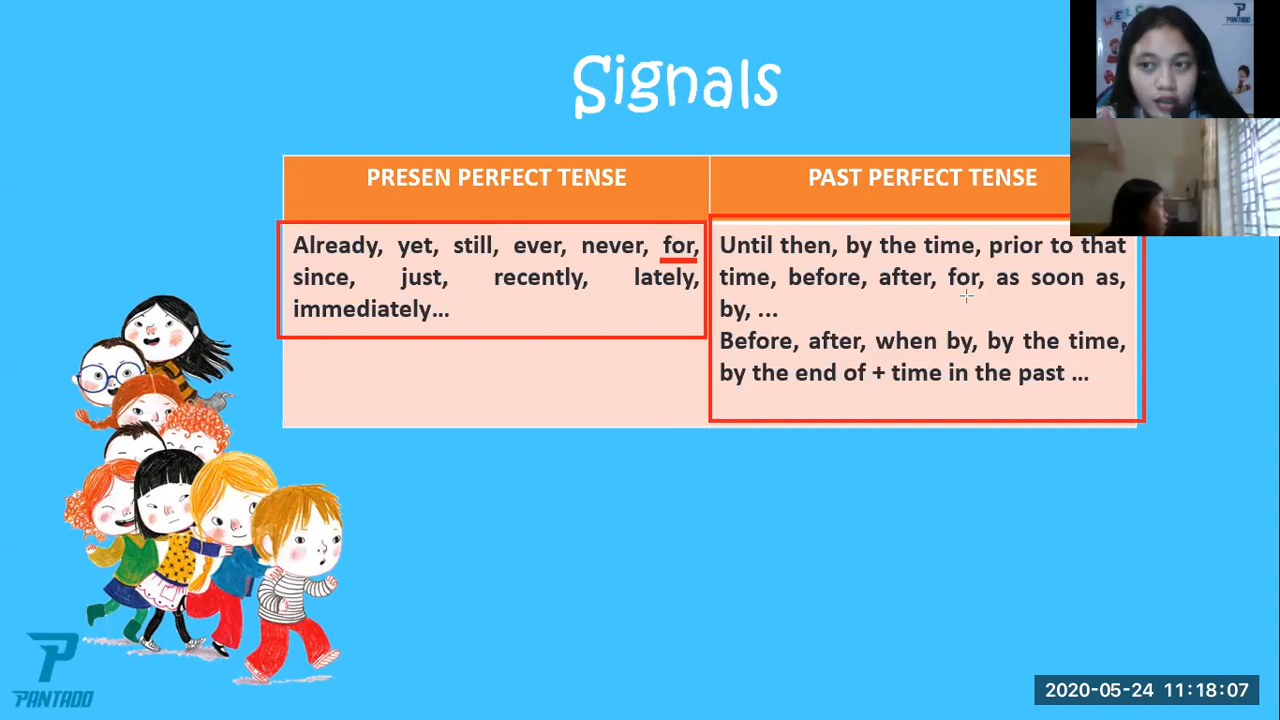 Signals
PRESEN PERFECT TENSE
PAST PERFECT TENSE
Already, yet, still, ever, never, for,
since, just, recently, lately,
immediately...
Until then, by the time, prior to that
time, before, after, for, as soon as,
by, ...
Before, after, when by, by the time,
by the end of + time in the past ...
PANTADO
PANTADO
2020-05-24 11:18:07